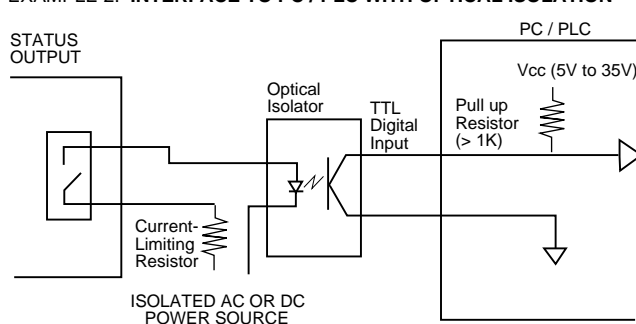 EXAMPLE 2: INTERFACE TO PC / PLC WITH OPTICAL ISOLATION
STATUS
OUTPUT
PC / PLC
Vcc (5V to 35V)
Optical
Isolator
TTL
Digital
Input
Pull up
Resistor
(> 1K)
Current-
Limiting
Resistor
ISOLATED AC OR DC
POWER SOURCE